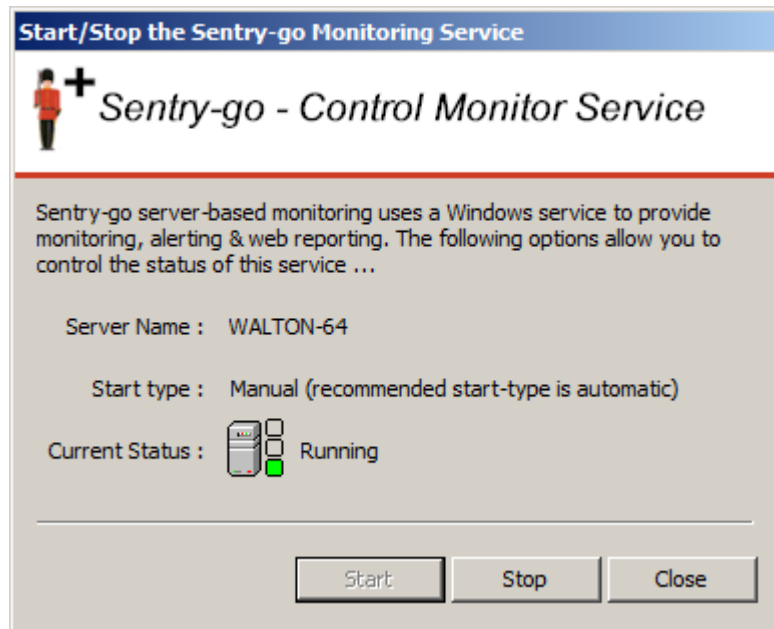 Start/Stop the Sentry-go Monitoring Service
Sentry-go - Control Monitor Service
Sentry-go server-based monitoring uses a Windows service to provide
monitoring, alerting & web reporting. The following options allow you to
control the status of this service ...
Server Name : WALTON-64
Start type : Manual (recommended start-type is automatic)
Current Status : Running
Start Stop Close